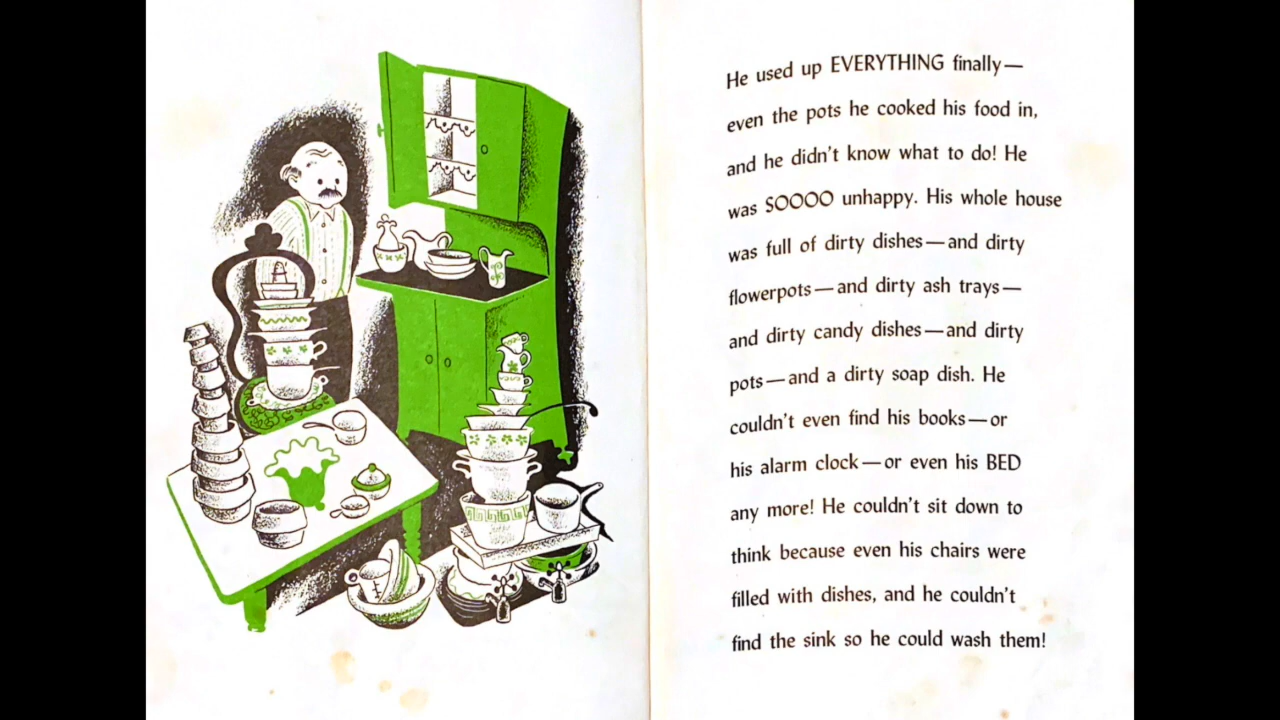 He used up EVERYTHING finally—
even the pots he cooked his food in,
and he didn't know what to do! He
was SOOOO unhappy. His whole house
was full of dirty dishes—and dirty
flowerpots—and dirty ash trays—
and dirty candy dishes—and dirty
pots—and a dirty soap dish. He
couldn't even find his books—or
his alarm clock—or even his BED
any more! He couldn't sit down to
think because even his chairs were
filled with dishes, and he couldn't
find the sink so he could wash them!